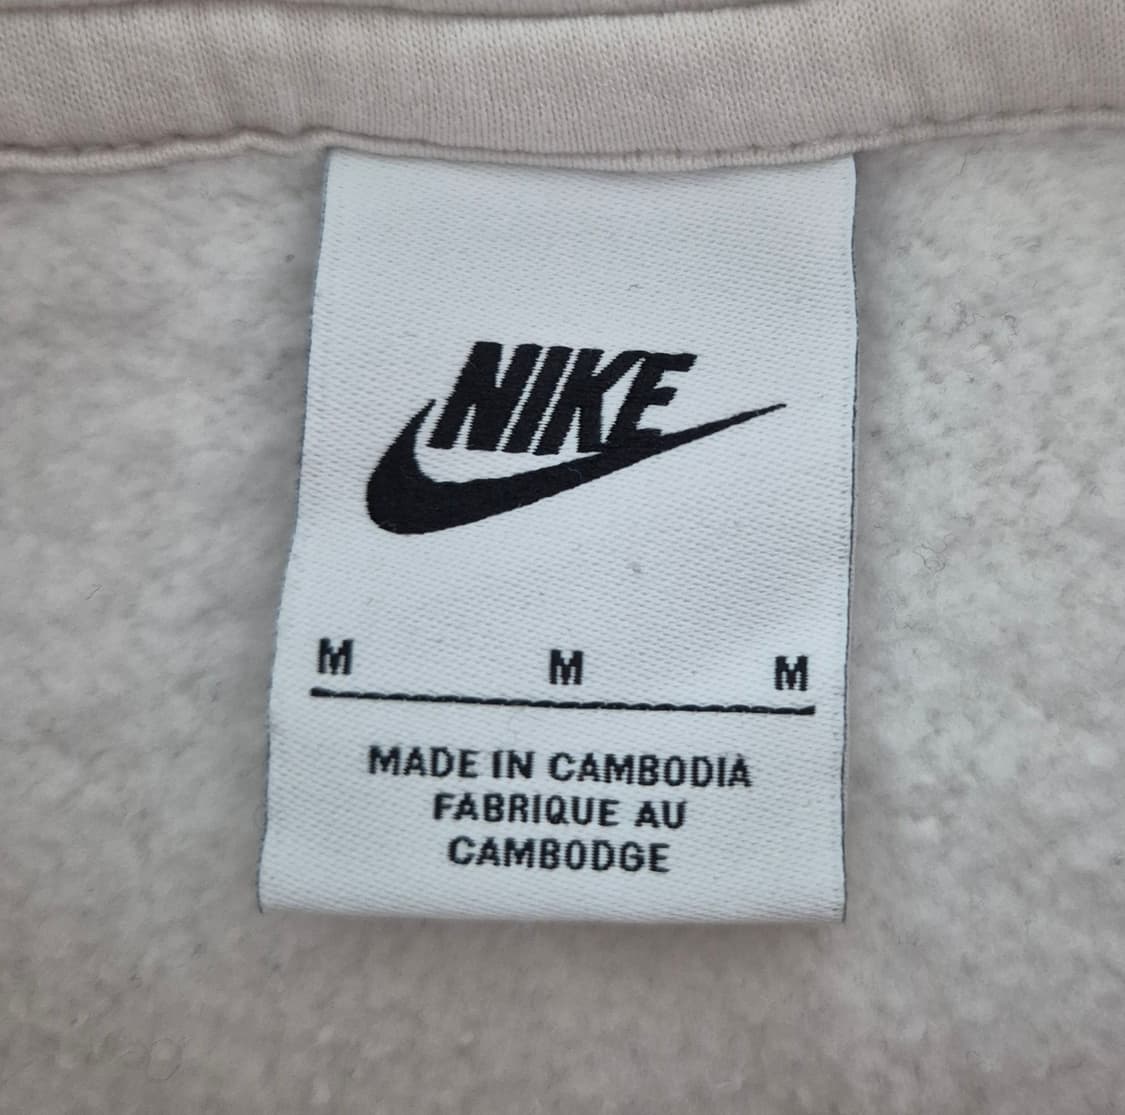 NIKE
M M M
MADE IN CAMBODIA
FABRIQUE AU
CAMBODGE